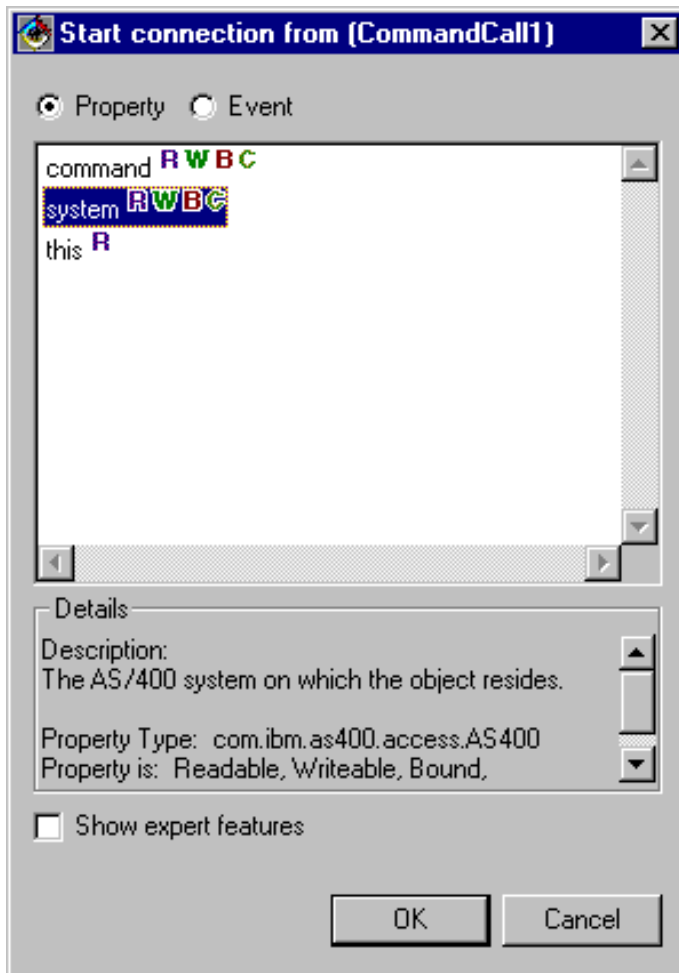 Start connection from (CommandCall1)
Property Event
command R W B C
system R W B C
this R
Details
Description:
The AS/400 system on which the object resides.
Property Type: com.ibm.as400.access.AS400
Property is: Readable, Writeable, Bound,
Show expert features
OK Cancel